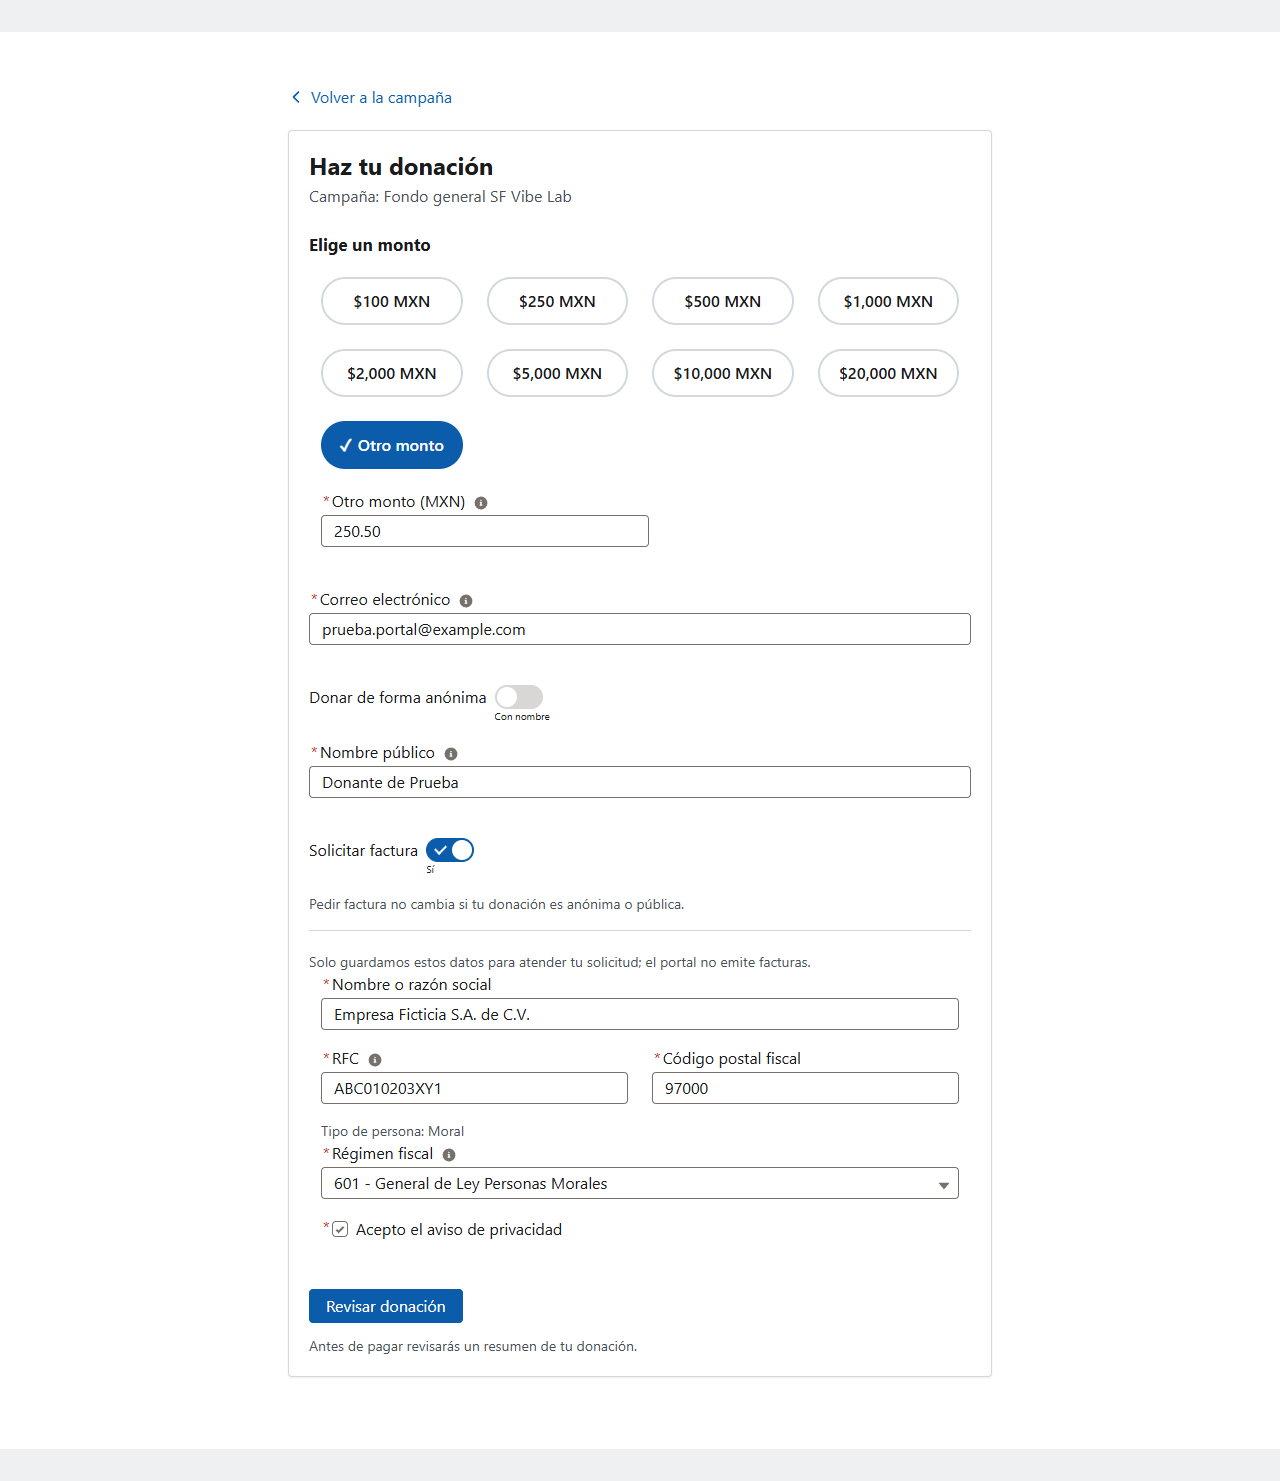 Volver a la campaña
Haz tu donación
Campaña: Fondo general SF Vibe Lab
Elige un monto
$100 MXN $250 MXN $500 MXN $1,000 MXN
$2,000 MXN $5,000 MXN $10,000 MXN $20,000 MXN
Otro monto
*Otro monto (MXN)
250.50
*Correo electrónico
prueba.portal@example.com
Donar de forma anónima
Con nombre
*Nombre público
Donante de Prueba
Solicitar factura
Sí
Pedir factura no cambia si tu donación es anónima o pública.
Solo guardamos estos datos para atender tu solicitud; el portal no emite facturas.
*Nombre o razón social
Empresa Ficticia S.A. de C.V.
*RFC *Código postal fiscal
ABC010203XY1 97000
Tipo de persona: Moral
*Régimen fiscal
601 - General de Ley Personas Morales
*Acepto el aviso de privacidad
Revisar donación
Antes de pagar revisarás un resumen de tu donación.